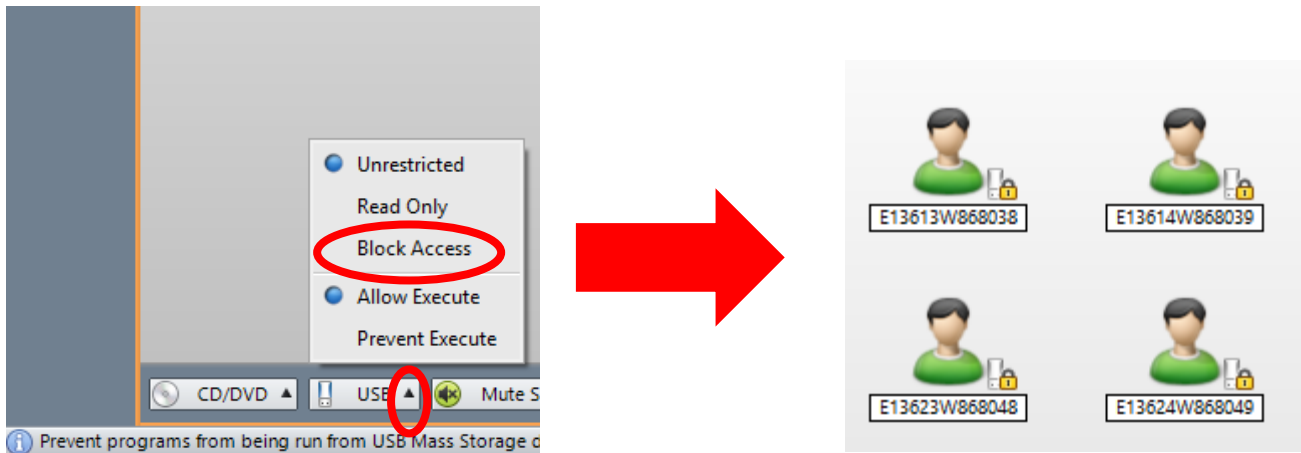 Unrestricted
Read Only
Block Access
Allow Execute
Prevent Execute
CD/DVD ▲ USB ▲ Mute S
Prevent programs from being run from USB Mass Storage d
E13613W868038 E13614W868039
E13623W868048 E13624W868049